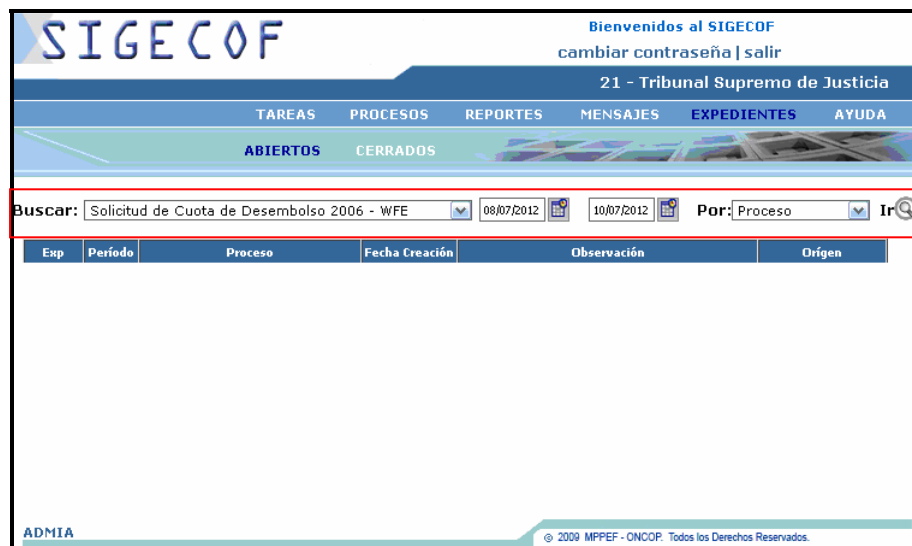 SIGECOF
Bienvenidos al SIGECOF
cambiar contraseña | salir
21 - Tribunal Supremo de Justicia
TAREAS PROCESOS REPORTES MENSAJES EXPEDIENTES AYUDA
ABIERTOS CERRADOS
Buscar: Solicitud de Cuota de Desembolso 2006 - WFE 08/07/2012 10/07/2012 Por: Proceso Ir
Exp Período Proceso Fecha Creación Observación Orígen
ADMIA
© 2009 MPPEF - ONCOP. Todos los Derechos Reservados.